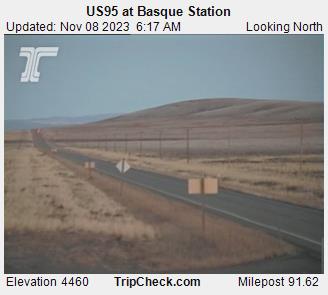 US95 at Basque Station
Updated: Nov 08 2023 6:17 AM Looking North
Elevation 4460 TripCheck.com Milepost 91.62